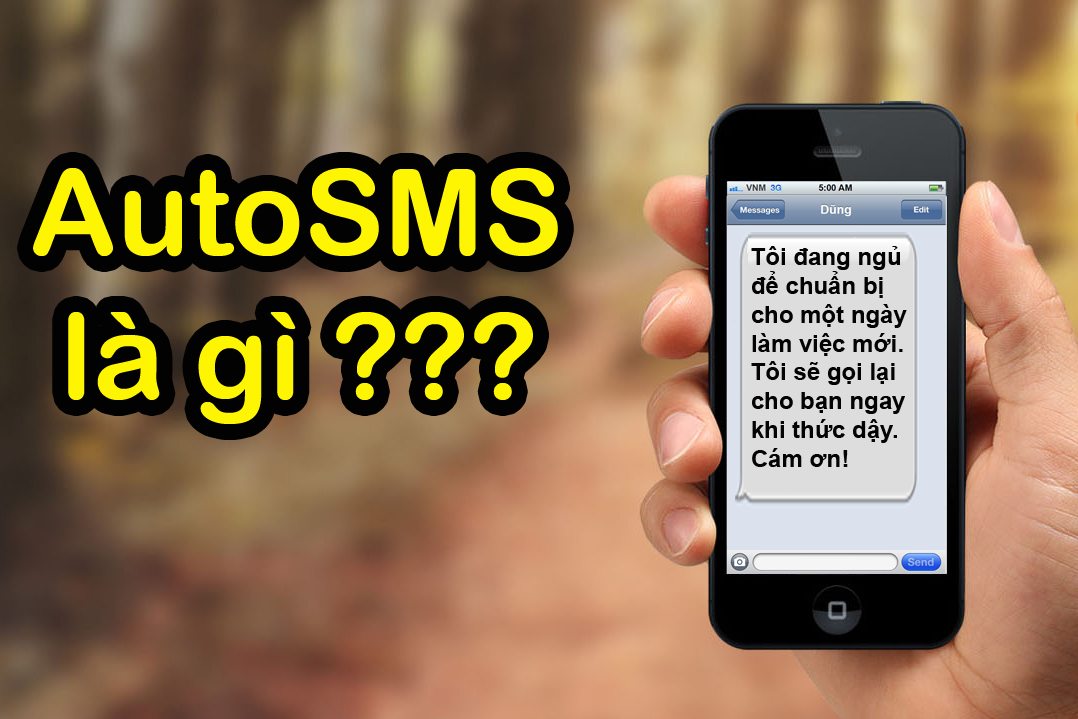 AutoSMS
là gì ???
VNM 3G 5:00 AM
Messages Dũng Edit
Tôi đang ngủ
để chuẩn bị
cho một ngày
làm việc mới.
Tôi sẽ gọi lại
cho bạn ngay
khi thức dậy.
Cám ơn!
Send